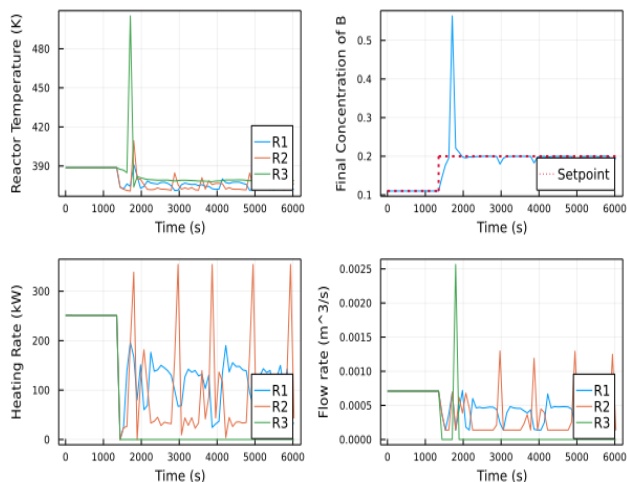 Reactor Temperature (K)
480
450
420
390
0 1000 2000 3000 4000 5000 6000
Time (s)
R1
R2
R3
Final Concentration of B
0.5
0.4
0.3
0.2
0.1
0 1000 2000 3000 4000 5000 6000
Time (s)
Setpoint
Heating Rate (kW)
300
200
100
0
0 1000 2000 3000 4000 5000 6000
Time (s)
R1
R2
R3
Flow rate (m^3/s)
0.0025
0.0020
0.0015
0.0010
0.0005
0.0000
0 1000 2000 3000 4000 5000 6000
Time (s)
R1
R2
R3